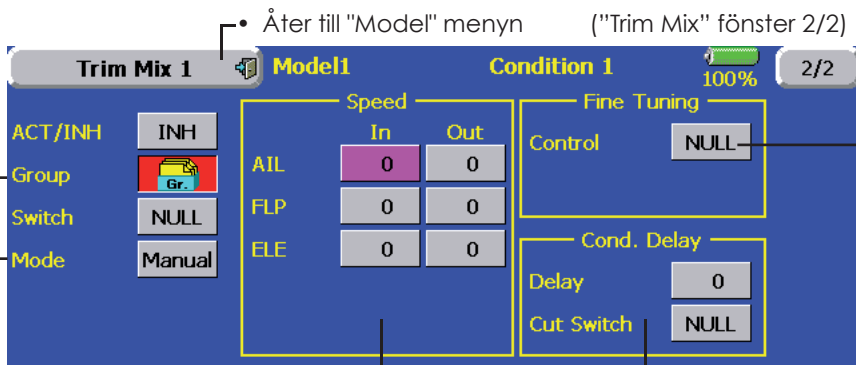 • Åter till "Model" menyn (”Trim Mix” fönster 2/2)
Trim Mix 1 Model1 Condition 1 100% 2/2
ACT/INH INH
Group Gr.
Switch NULL
Mode Manual
Speed
In Out
AIL 0 0
FLP 0 0
ELE 0 0
Fine Tuning
Control NULL
Cond. Delay
Delay 0
Cut Switch NULL